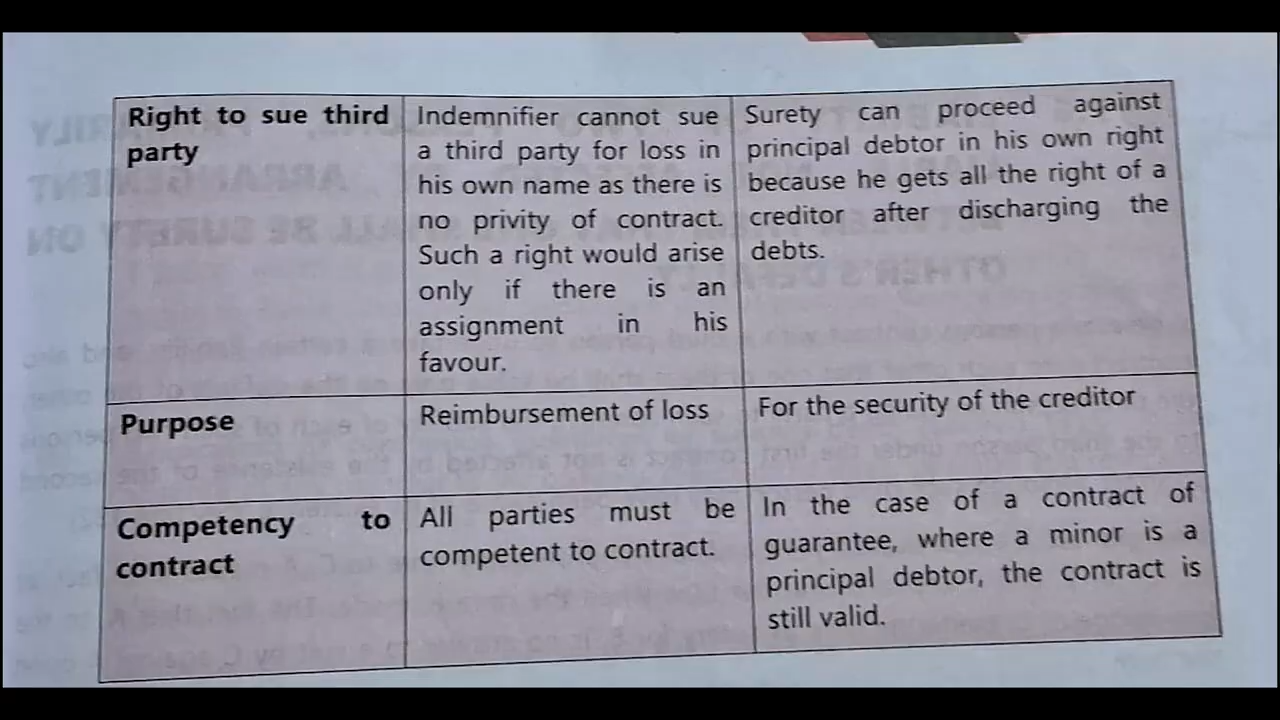 Right to sue third
party
Indemnifier cannot sue
a third party for loss in
his own name as there is
no privity of contract.
Such a right would arise
only if there is an
assignment in his
favour.
Surety can proceed against
principal debtor in his own right
because he gets all the right of a
creditor after discharging the
debts.
Purpose
Reimbursement of loss
For the security of the creditor
Competency to
contract
All parties must be
competent to contract.
In the case of a contract of
guarantee, where a minor is a
principal debtor, the contract is
still valid.